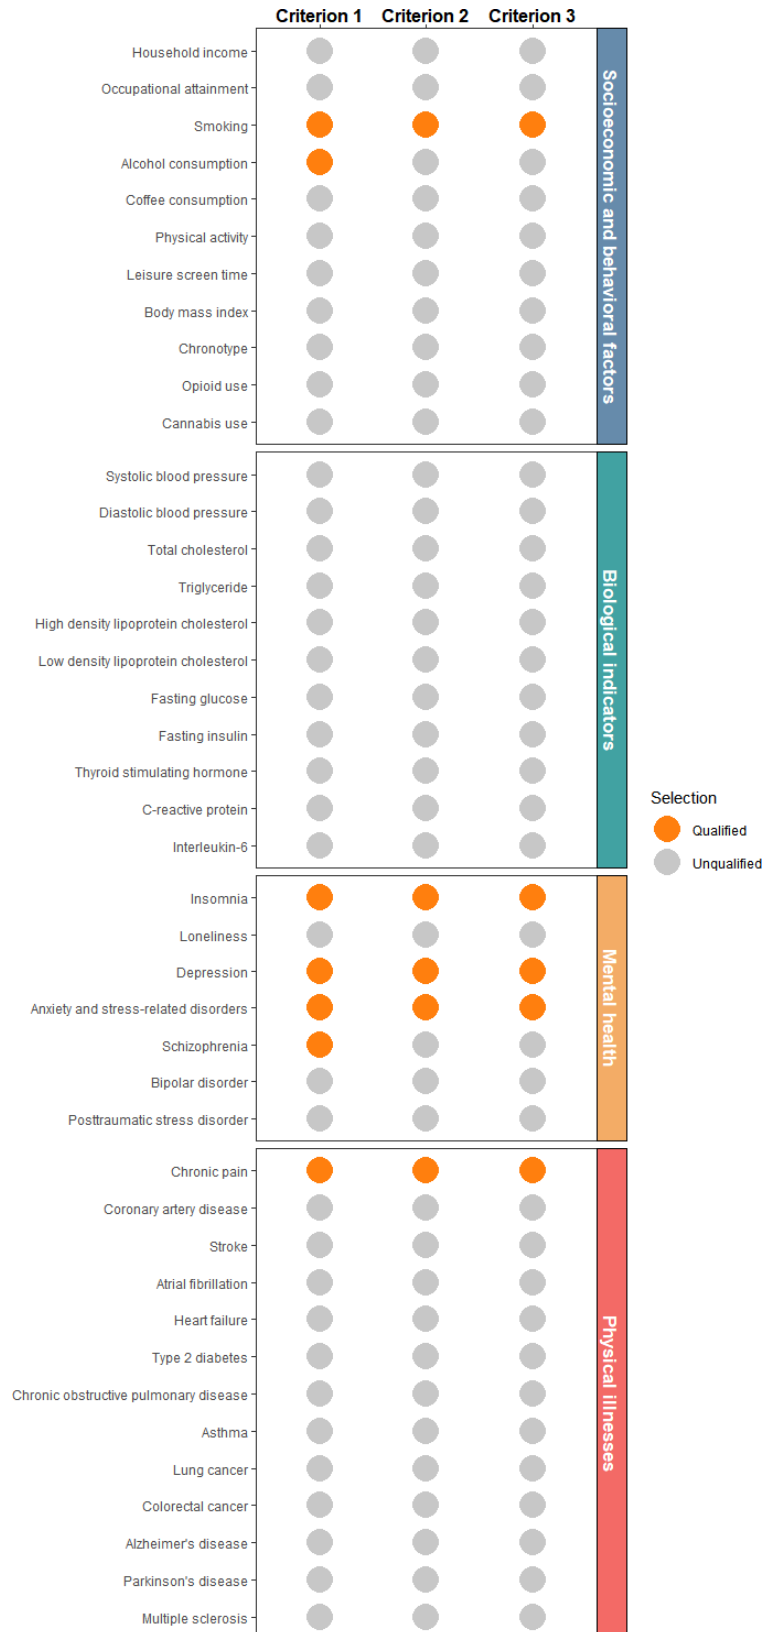 Criterion 1 Criterion 2 Criterion 3
Household income
Occupational attainment
Smoking
Alcohol consumption
Coffee consumption
Physical activity
Leisure screen time
Body mass index
Chronotype
Opioid use
Cannabis use
Socioeconomic and behavioral factors
Systolic blood pressure
Diastolic blood pressure
Total cholesterol
Triglyceride
High density lipoprotein cholesterol
Low density lipoprotein cholesterol
Fasting glucose
Fasting insulin
Thyroid stimulating hormone
C-reactive protein
Interleukin-6
Biological indicators
Selection
Qualified
Unqualified
Insomnia
Loneliness
Depression
Anxiety and stress-related disorders
Schizophrenia
Bipolar disorder
Posttraumatic stress disorder
Mental health
Chronic pain
Coronary artery disease
Stroke
Atrial fibrillation
Heart failure
Type 2 diabetes
Chronic obstructive pulmonary disease
Asthma
Lung cancer
Colorectal cancer
Alzheimer's disease
Parkinson's disease
Multiple sclerosis
Physical illnesses